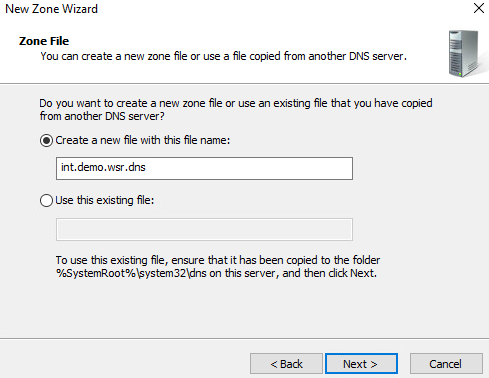 New Zone Wizard
Zone File
You can create a new zone file or use a file copied from another DNS server.
Do you want to create a new zone file or use an existing file that you have copied
from another DNS server?
Create a new file with this file name:
int.demo.wsr.dns
Use this existing file:
To use this existing file, ensure that it has been copied to the folder
%SystemRoot%\system32\dns on this server, and then click Next.
< Back
Next >
Cancel